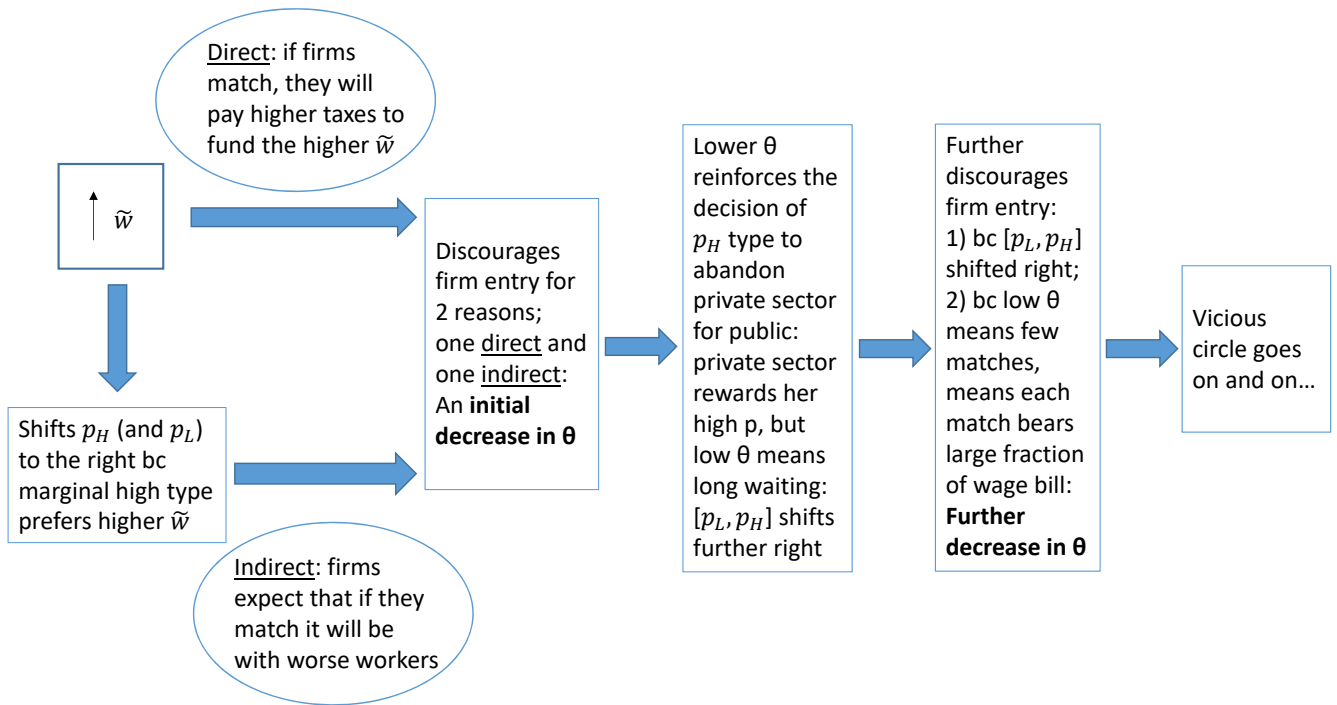 Direct: if firms
match, they will
pay higher taxes to
fund the higher w̃
w̃
Shifts p_H (and p_L)
to the right bc
marginal high type
prefers higher w̃
Indirect: firms
expect that if they
match it will be
with worse workers
Discourages
firm entry for
2 reasons;
one direct and
one indirect:
An initial
decrease in θ
Lower θ
reinforces the
decision of
p_H type to
abandon
private sector
for public:
private sector
rewards her
high p, but
low θ means
long waiting:
[p_L, p_H] shifts
further right
Further
discourages
firm entry:
1) bc [p_L, p_H]
shifted right;
2) bc low θ
means few
matches,
means each
match bears
large fraction
of wage bill:
Further
decrease in θ
Vicious
circle goes
on and on…